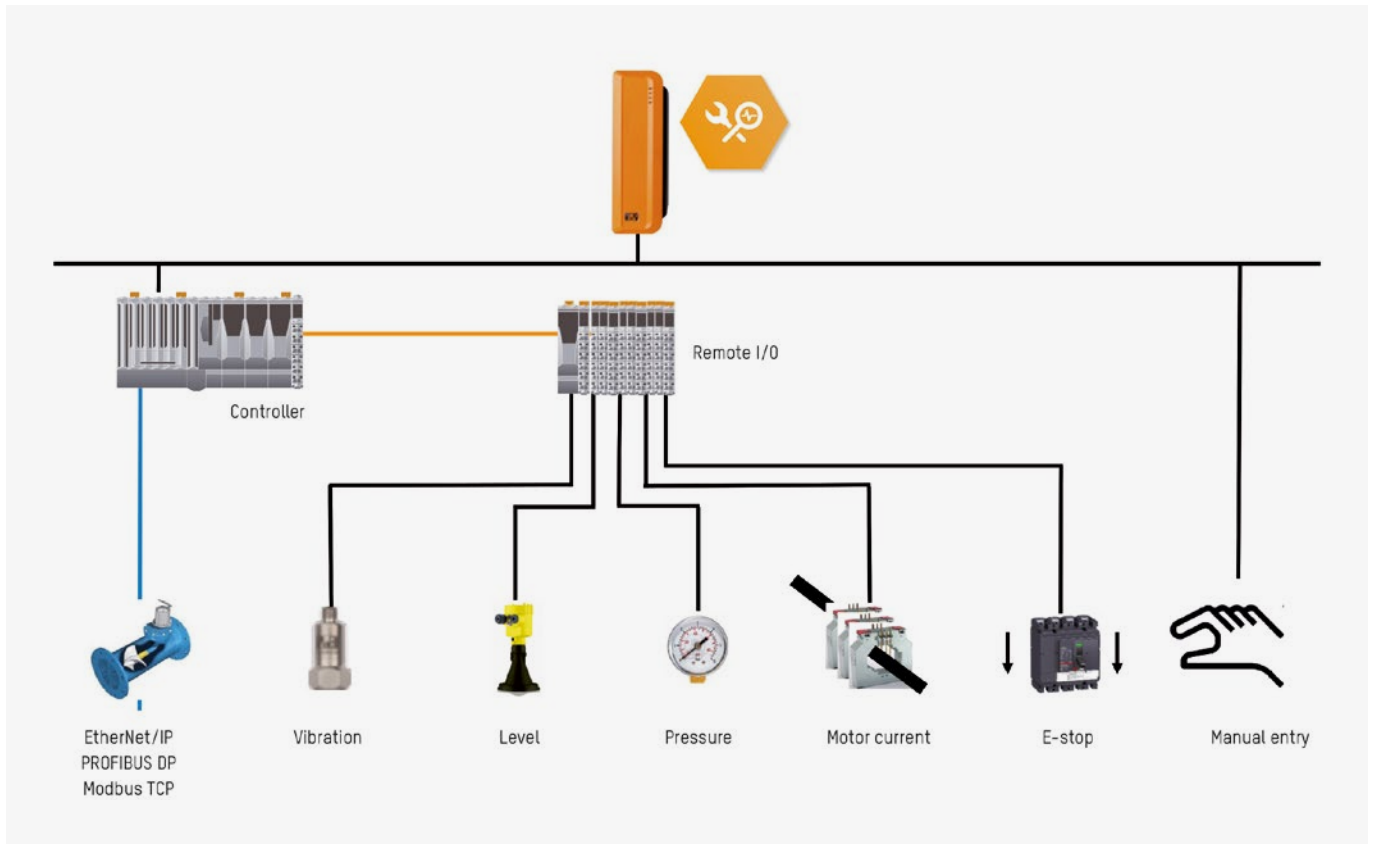 Remote I/O
Controller
EtherNet/IP
PROFIBUS DP
Modbus TCP
Vibration
Level
Pressure
Motor current
E-stop
Manual entry